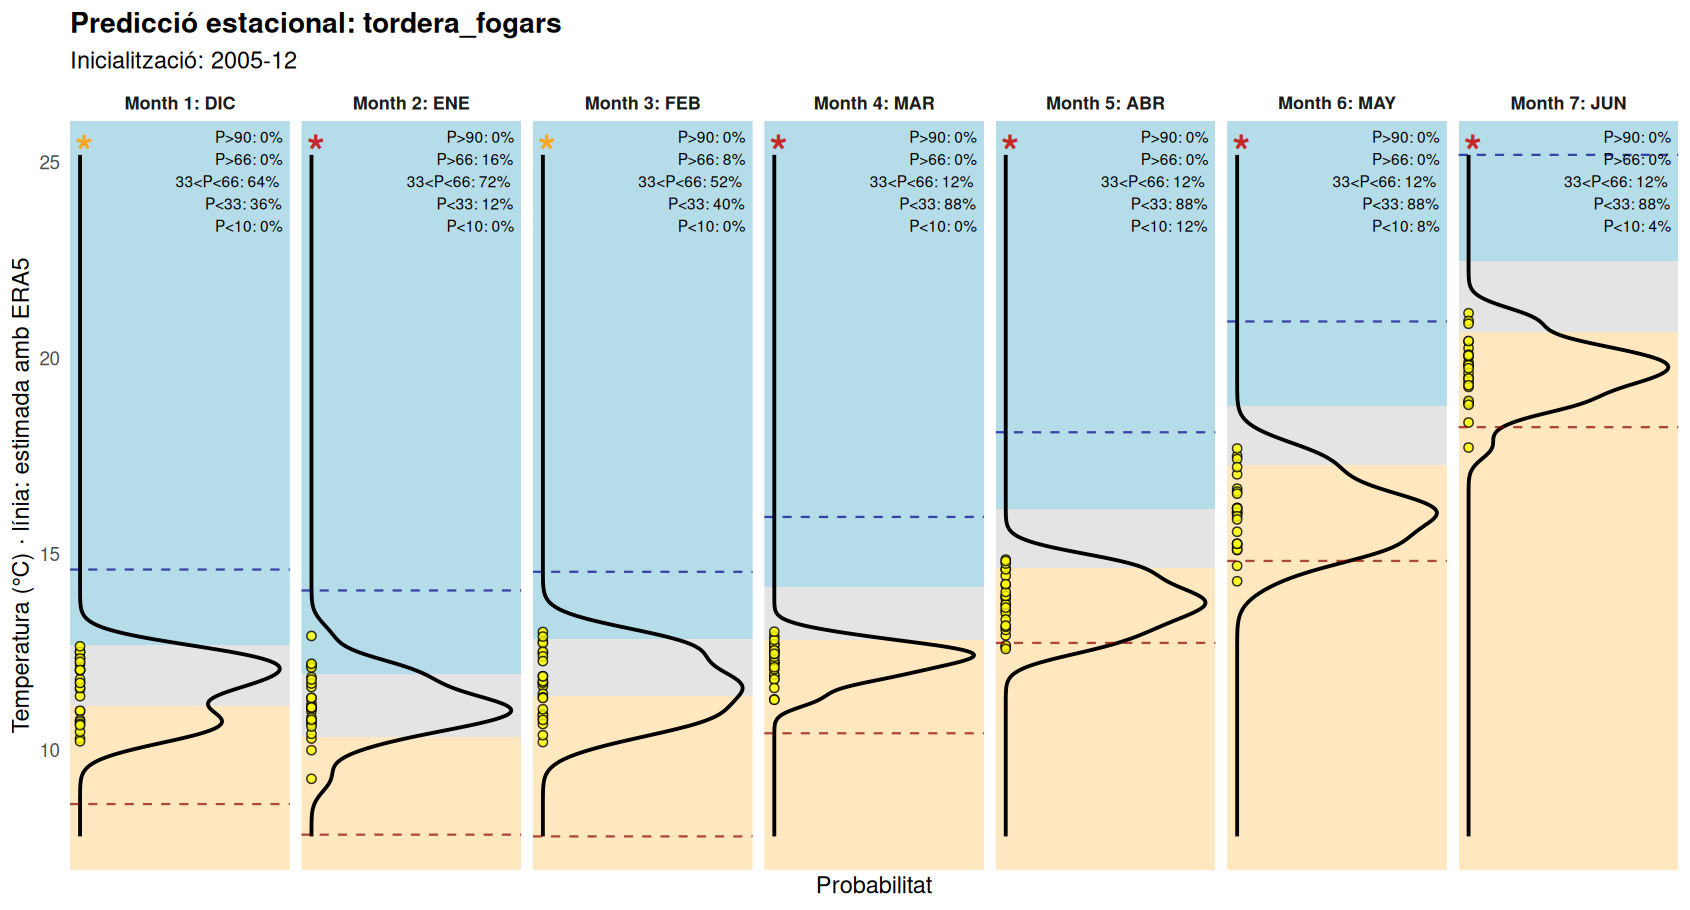 Predicció estacional: tordera_fogars
Inicialització: 2005-12
Month 1: DIC
Month 2: ENE
Month 3: FEB
Month 4: MAR
Month 5: ABR
Month 6: MAY
Month 7: JUN
*
P>90: 0%
P>66: 0%
33<P<66: 64%
P<33: 36%
P<10: 0%
*
P>90: 0%
P>66: 16%
33<P<66: 72%
P<33: 12%
P<10: 0%
*
P>90: 0%
P>66: 8%
33<P<66: 52%
P<33: 40%
P<10: 0%
*
P>90: 0%
P>66: 0%
33<P<66: 12%
P<33: 88%
P<10: 0%
*
P>90: 0%
P>66: 0%
33<P<66: 12%
P<33: 88%
P<10: 12%
*
P>90: 0%
P>66: 0%
33<P<66: 12%
P<33: 88%
P<10: 8%
*
P>90: 0%
P>66: 0%
33<P<66: 12%
P<33: 88%
P<10: 4%
25
20
15
10
Temperatura (°C) · línia: estimada amb ERA5
Probabilitat